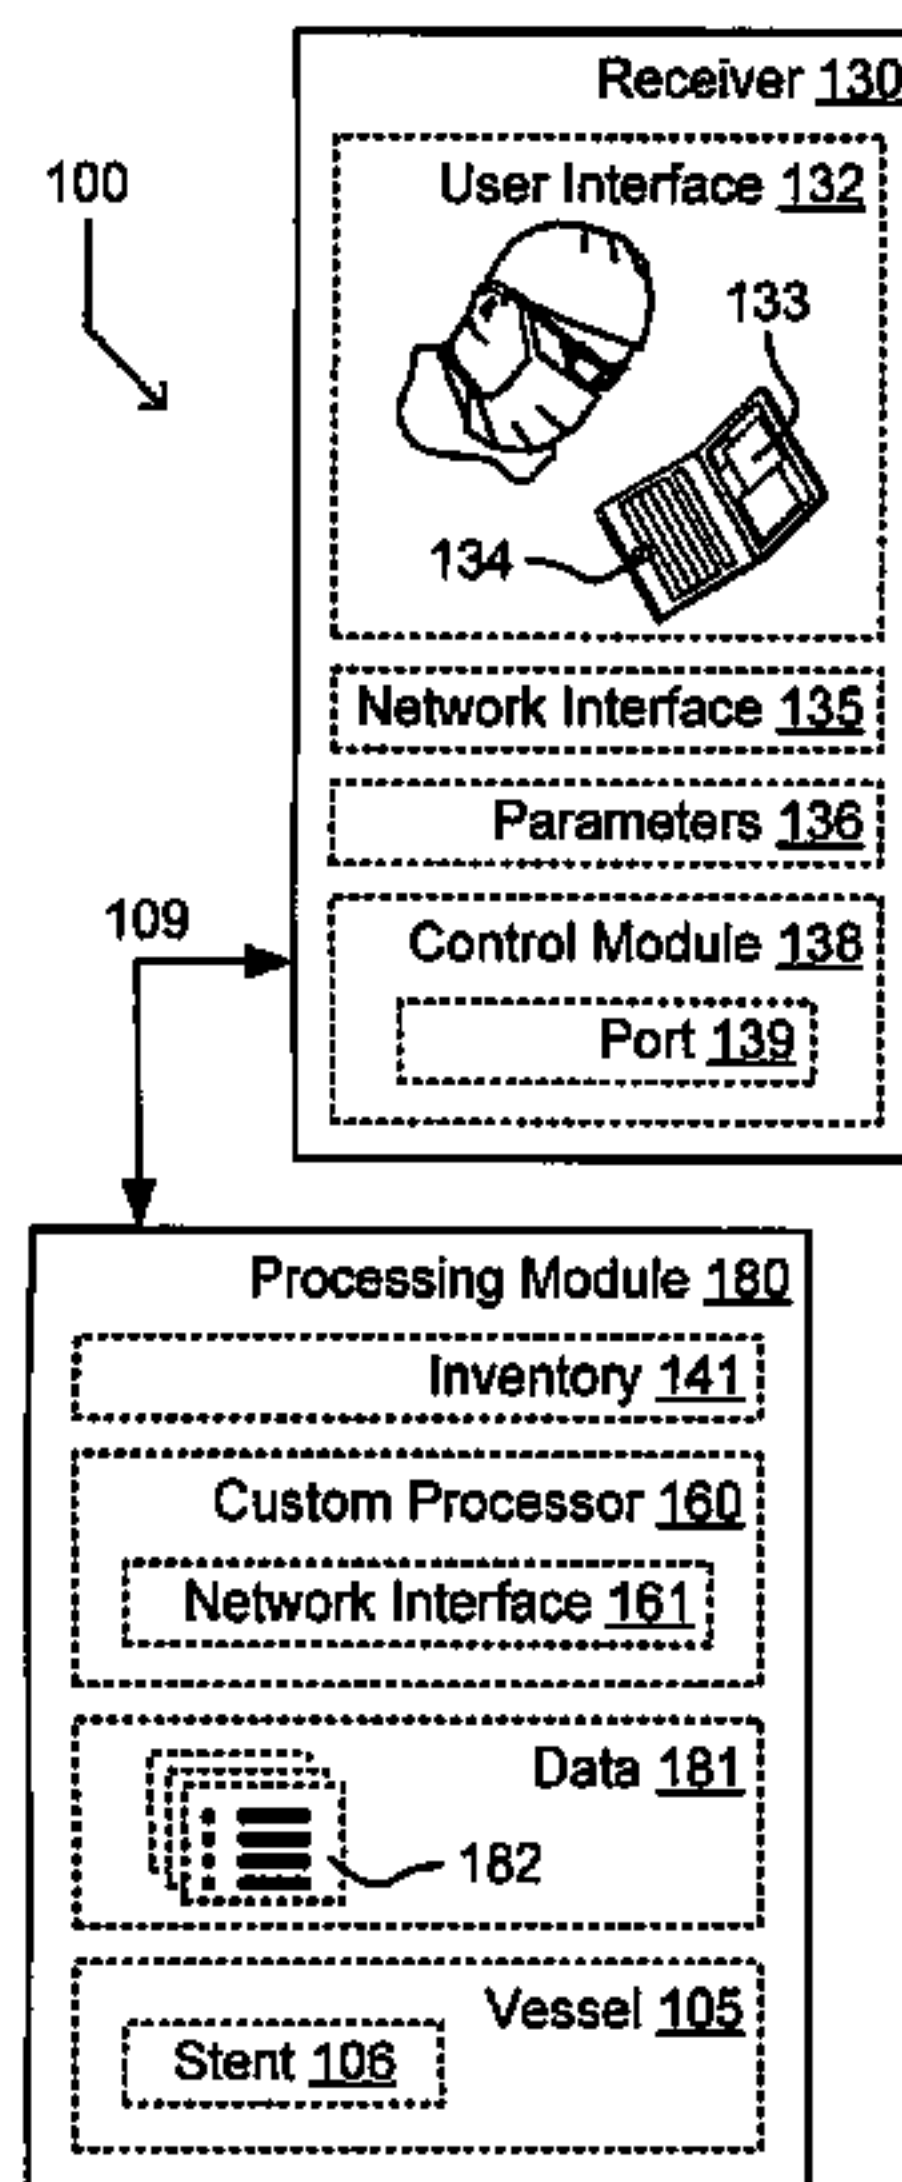 Receiver 130
100
User Interface 132
133
134
Network Interface 135
Parameters 136
109
Control Module 138
Port 139
Processing Module 180
Inventory 141
Custom Processor 160
Network Interface 161
Data 181
182
Vessel 105
Stent 106